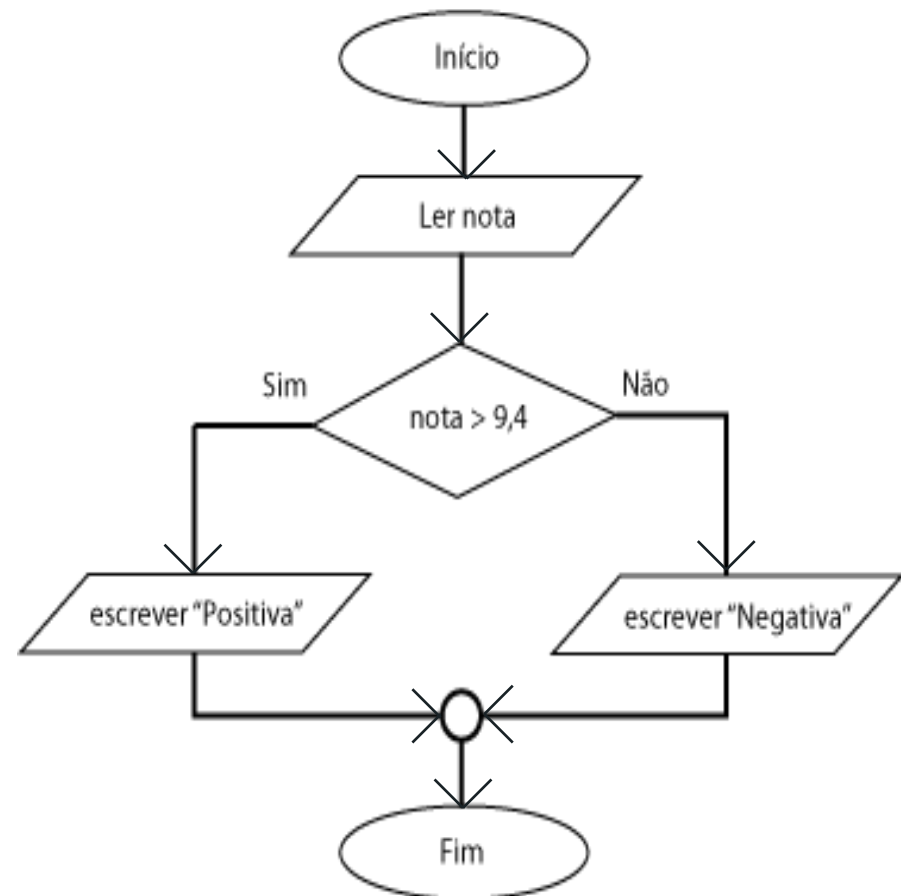 Início
Ler nota
Sim
Não
nota > 9,4
escrever “Positiva”
escrever “Negativa”
Fim